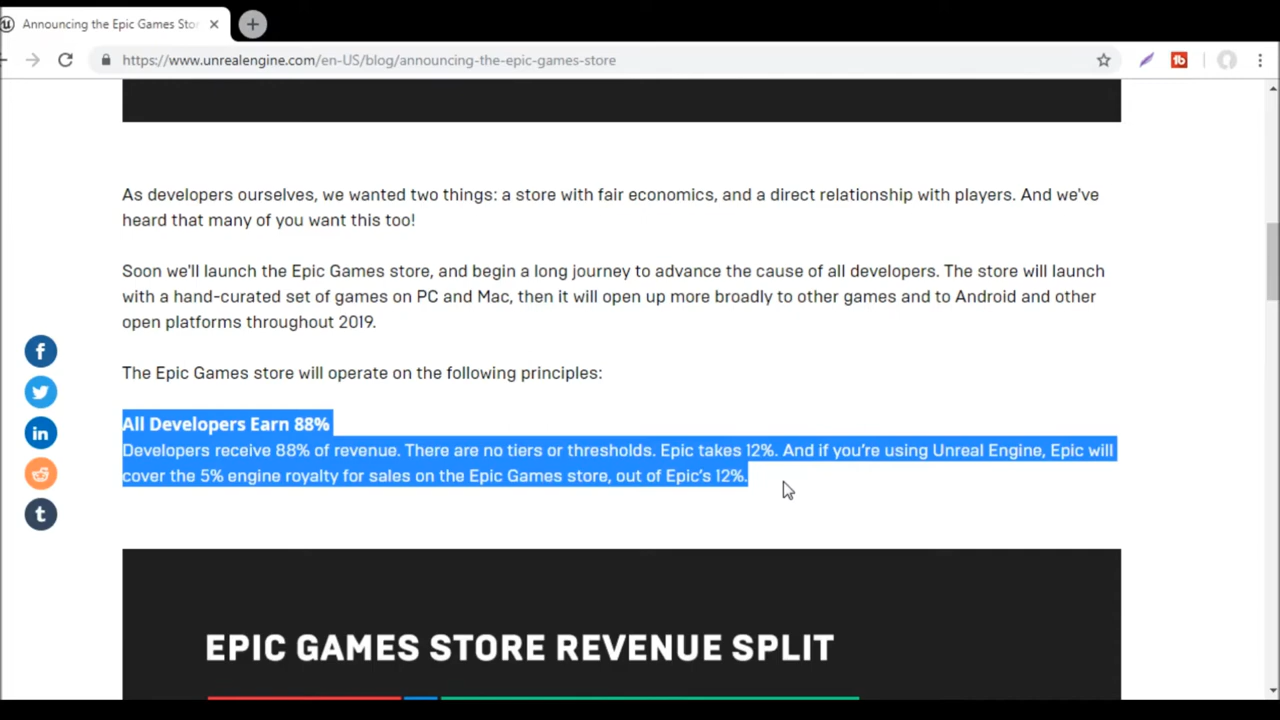 Announcing the Epic Games Sto
https://www.unrealengine.com/en-US/blog/announcing-the-epic-games-store
As developers ourselves, we wanted two things: a store with fair economics, and a direct relationship with players. And we've
heard that many of you want this too!
Soon we'll launch the Epic Games store, and begin a long journey to advance the cause of all developers. The store will launch
with a hand-curated set of games on PC and Mac, then it will open up more broadly to other games and to Android and other
open platforms throughout 2019.
The Epic Games store will operate on the following principles:
All Developers Earn 88%
Developers receive 88% of revenue. There are no tiers or thresholds. Epic takes 12%. And if you’re using Unreal Engine, Epic will
cover the 5% engine royalty for sales on the Epic Games store, out of Epic’s 12%.
EPIC GAMES STORE REVENUE SPLIT